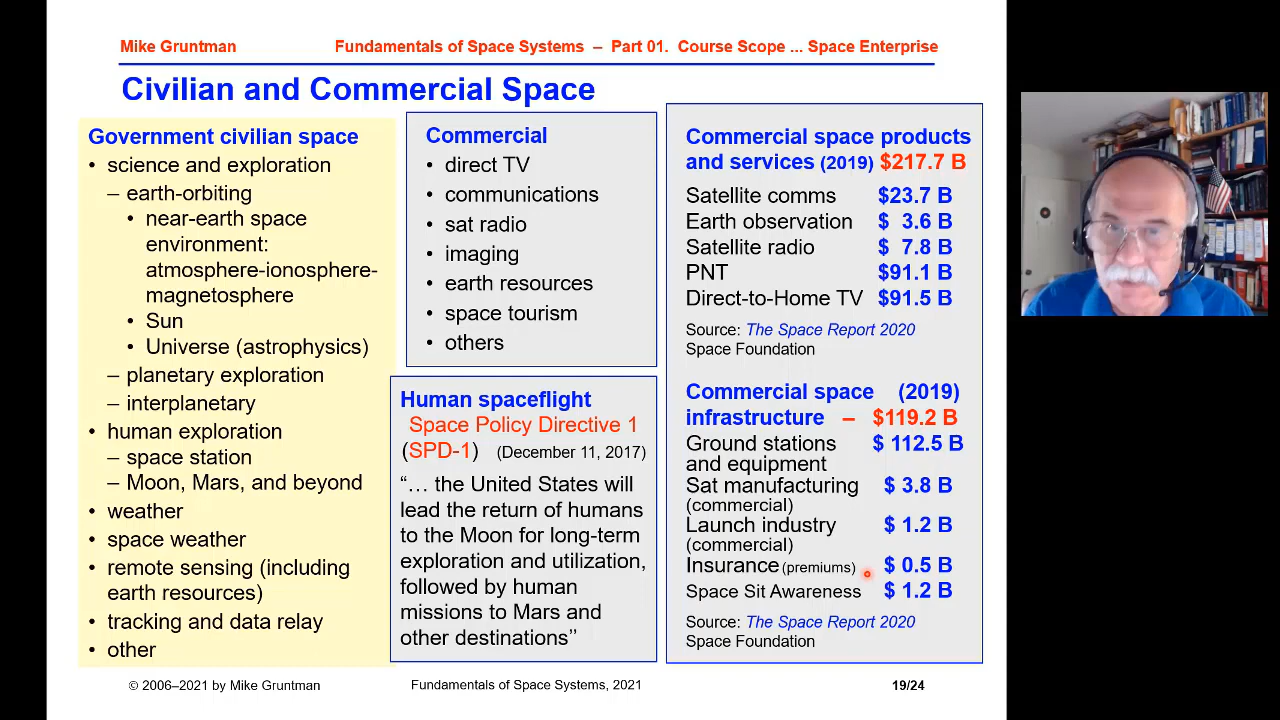 Mike Gruntman
Fundamentals of Space Systems – Part 01. Course Scope ... Space Enterprise
Civilian and Commercial Space
Government civilian space
• science and exploration
– earth-orbiting
• near-earth space
environment:
atmosphere-ionosphere-
magnetosphere
• Sun
• Universe (astrophysics)
– planetary exploration
– interplanetary
• human exploration
– space station
– Moon, Mars, and beyond
• weather
• space weather
• remote sensing (including
earth resources)
• tracking and data relay
• other
Commercial
• direct TV
• communications
• sat radio
• imaging
• earth resources
• space tourism
• others
Human spaceflight
Space Policy Directive 1
(SPD-1) (December 11, 2017)
“… the United States will
lead the return of humans
to the Moon for long-term
exploration and utilization,
followed by human
missions to Mars and
other destinations”
Commercial space products
and services (2019) $217.7 B
Satellite comms $23.7 B
Earth observation $ 3.6 B
Satellite radio $ 7.8 B
PNT $91.1 B
Direct-to-Home TV $91.5 B
Source: The Space Report 2020
Space Foundation
Commercial space (2019)
infrastructure – $119.2 B
Ground stations $ 112.5 B
and equipment
Sat manufacturing $ 3.8 B
(commercial)
Launch industry $ 1.2 B
(commercial)
Insurance (premiums) $ 0.5 B
Space Sit Awareness $ 1.2 B
Source: The Space Report 2020
Space Foundation
© 2006–2021 by Mike Gruntman
Fundamentals of Space Systems, 2021
19/24